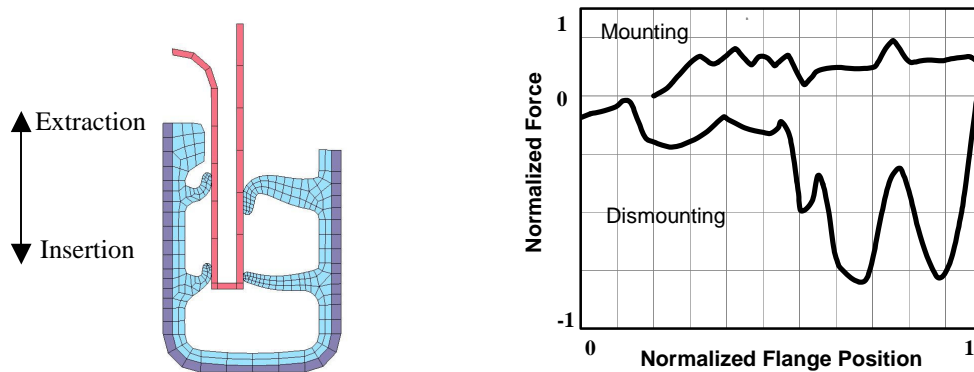 Extraction
Insertion
1
Mounting
0
Dismounting
-1
Normalized Force
0
1
Normalized Flange Position